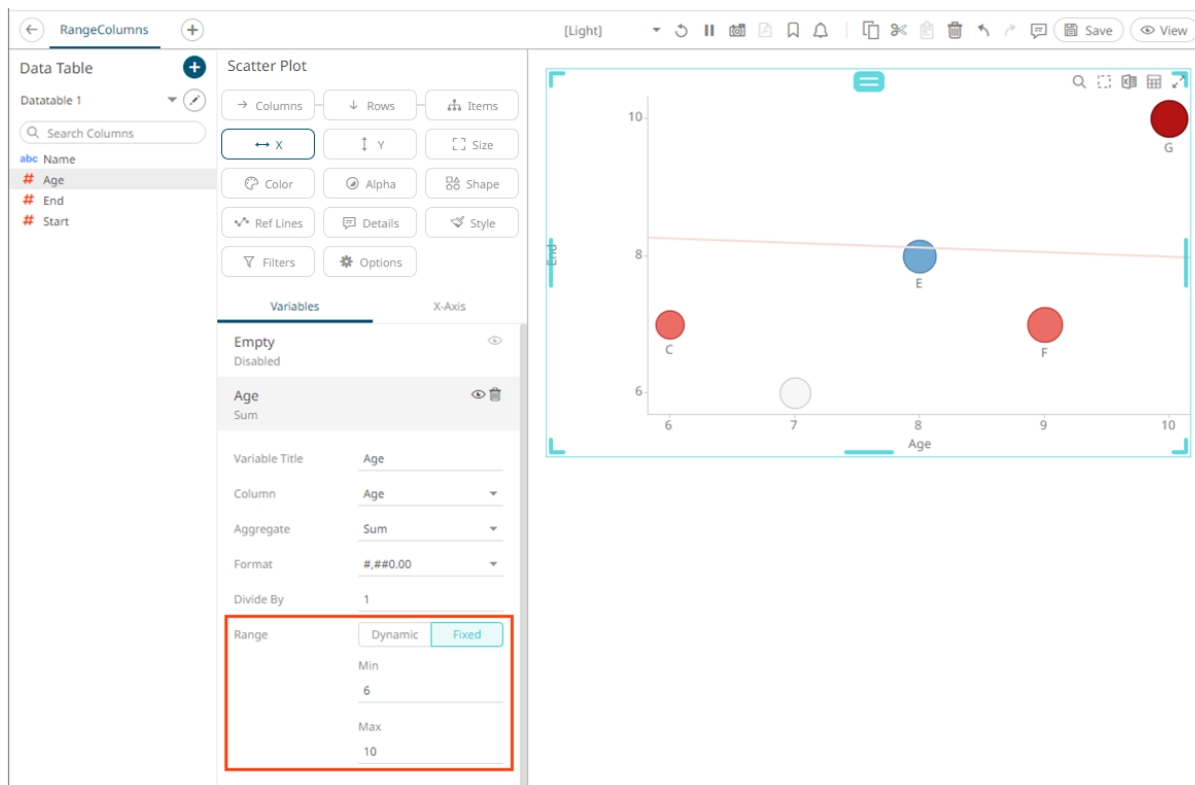 RangeColumns
[Light]
Save
View
Data Table
Datatable 1
Search Columns
abc Name
# Age
# End
# Start
Scatter Plot
Columns
Rows
Items
X
Y
Size
Color
Alpha
Shape
Ref Lines
Details
Style
Filters
Options
Variables
X-Axis
Empty
Disabled
Age
Sum
Variable Title Age
Column Age
Aggregate Sum
Format #,##0.00
Divide By 1
Range Dynamic Fixed
Min
6
Max
10
10
G
End
8
E
C
F
6
6 7 8 9 10
Age